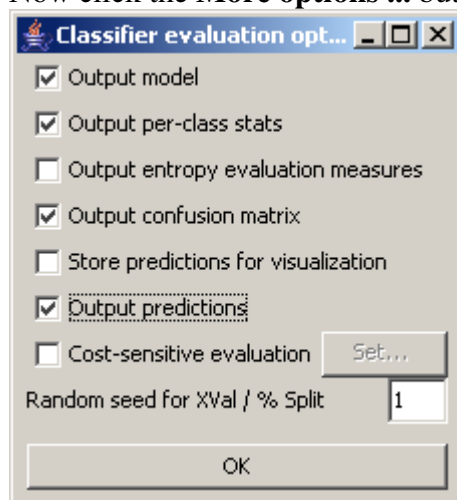 Now click the More options ... bu
Classifier evaluation opt...
Output model
Output per-class stats
Output entropy evaluation measures
Output confusion matrix
Store predictions for visualization
Output predictions
Cost-sensitive evaluation Set...
Random seed for XVal / % Split 1
OK